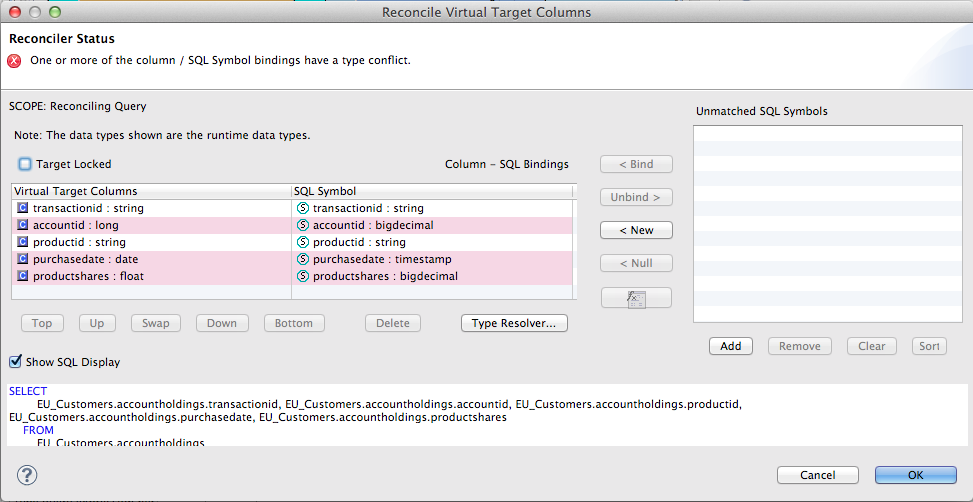 Reconcile Virtual Target Columns
Reconciler Status
One or more of the column / SQL Symbol bindings have a type conflict.
SCOPE: Reconciling Query
Unmatched SQL Symbols
Note: The data types shown are the runtime data types.
Target Locked
Column - SQL Bindings
< Bind
Virtual Target Columns
SQL Symbol
Unbind >
transactionid : string
transactionid : string
accountid : long
accountid : bigdecimal
< New
productid : string
productid : string
purchasedate : date
purchasedate : timestamp
< Null
productshares : float
productshares : bigdecimal
Top
Up
Swap
Down
Bottom
Delete
Type Resolver...
Add
Remove
Clear
Sort
Show SQL Display
SELECT
EU_Customers.accountholdings.transactionid, EU_Customers.accountholdings.accountid, EU_Customers.accountholdings.productid,
EU_Customers.accountholdings.purchasedate, EU_Customers.accountholdings.productshares
FROM
EU_Customers.accountholdings
Cancel
OK